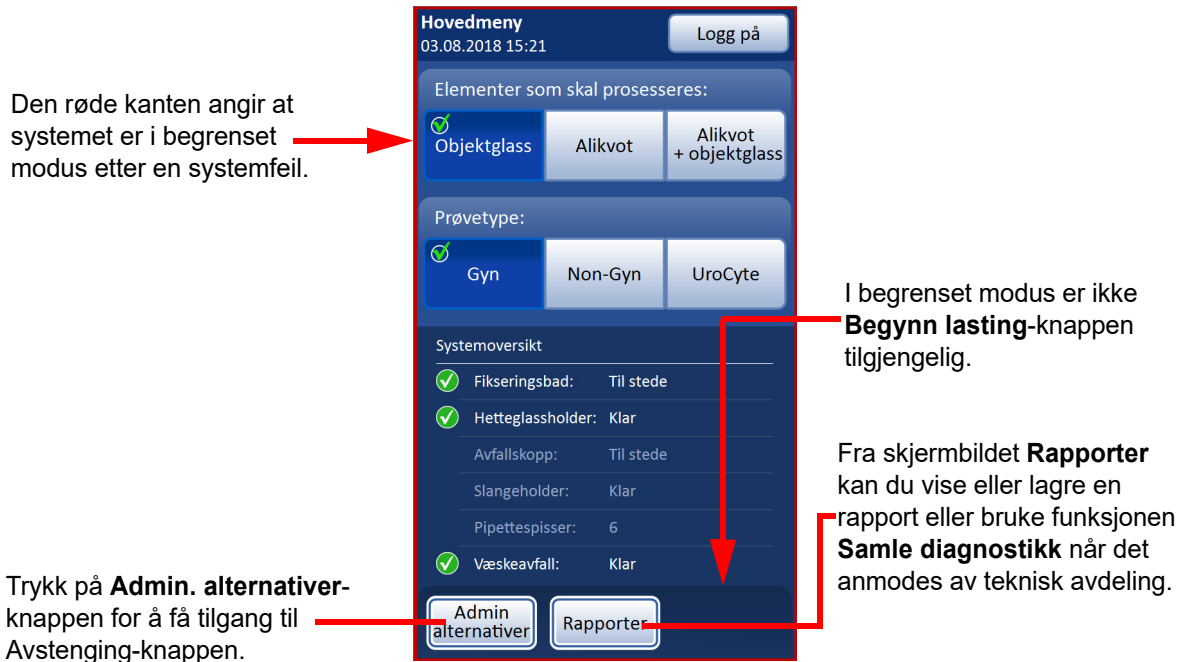 Den røde kanten angir at
systemet er i begrenset
modus etter en systemfeil.
Hovedmeny
03.08.2018 15:21
Logg på
Elementer som skal prosesseres:
Objektglass
Alikvot
Alikvot
+ objektglass
Prøvetype:
Gyn
Non-Gyn
UroCyte
Systemoversikt
Fikseringsbad: Til stede
Hetteglassholder: Klar
Avfallskopp: Til stede
Slangeholder: Klar
Pipettespisser: 6
Væskeavfall: Klar
Admin
alternativer
Rapporter
I begrenset modus er ikke
Begynn lasting-knappen
tilgjengelig.
Fra skjermbildet Rapporter
kan du vise eller lagre en
rapport eller bruke funksjonen
Samle diagnostikk når det
anmodes av teknisk avdeling.
Trykk på Admin. alternativer-
knappen for å få tilgang til
Avstenging-knappen.